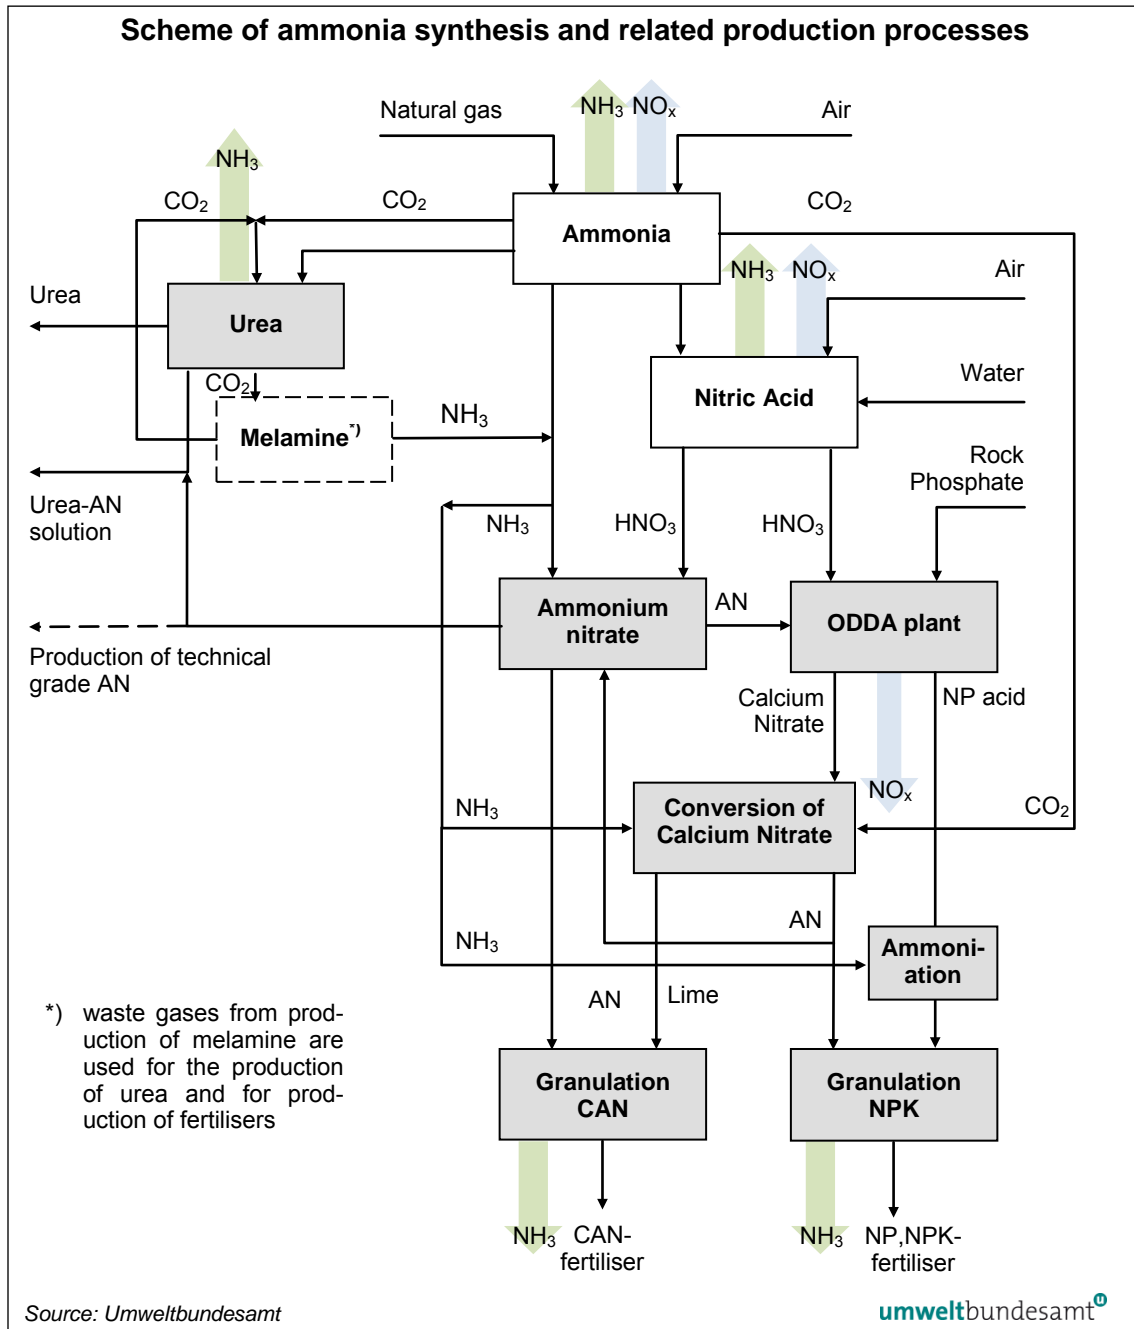 Scheme of ammonia synthesis and related production processes
Natural gas
NH₃
NOₓ
Air
NH₃
CO₂
CO₂
CO₂
Ammonia
NH₃
NOₓ
Air
Urea
Urea
Water
CO₂
Nitric Acid
Melamine*)
NH₃
Rock
Phosphate
Urea-AN
solution
NH₃
HNO₃
HNO₃
Ammonium
nitrate
AN
ODDA plant
Production of technical
grade AN
Calcium
Nitrate
NP acid
NOₓ
NH₃
Conversion of
Calcium Nitrate
CO₂
AN
NH₃
Ammoni-
ation
AN
Lime
*) waste gases from prod-
uction of melamine are
used for the production
of urea and for pro-
duction of fertilisers
Granulation
CAN
Granulation
NPK
NH₃
CAN-
fertiliser
NH₃
NP,NPK-
fertiliser
Source: Umweltbundesamt
umweltbundesamt
u